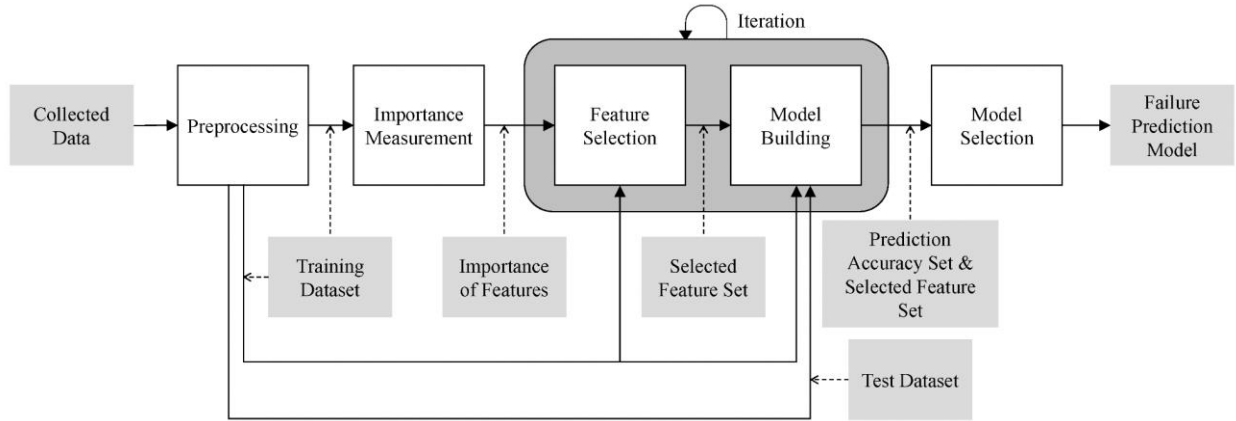 Iteration
Collected
Data
Preprocessing
Importance
Measurement
Feature
Selection
Model
Building
Model
Selection
Failure
Prediction
Model
Training
Dataset
Importance
of Features
Selected
Feature Set
Prediction
Accuracy Set &
Selected Feature
Set
Test Dataset